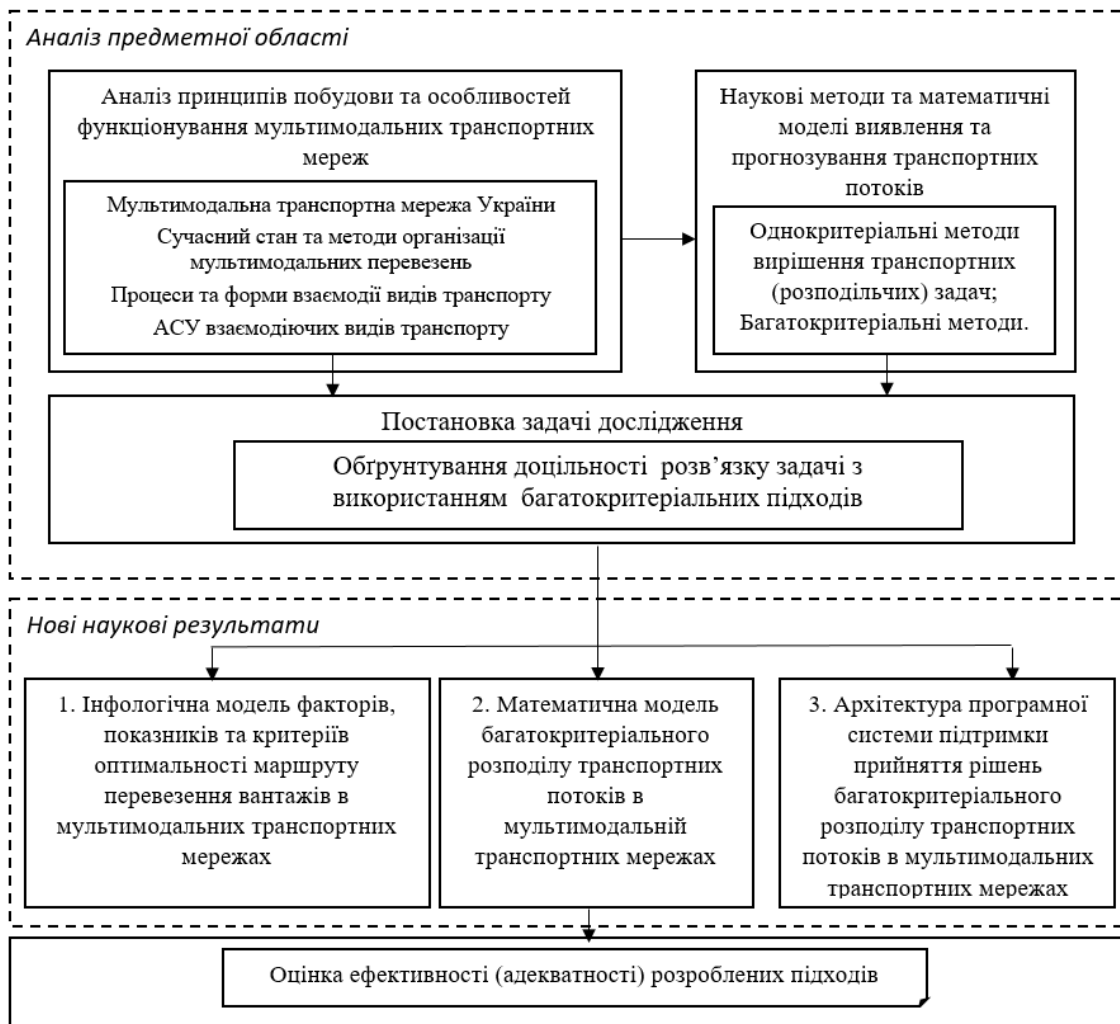 Аналіз предметної області
Аналіз принципів побудови та особливостей
функціонування мультимодальних транспортних
мереж
Мультимодальна транспортна мережа України
Сучасний стан та методи організації
мультимодальних перевезень
Процеси та форми взаємодії видів транспорту
АСУ взаємодіючих видів транспорту
Наукові методи та математичні
моделі виявлення та
прогнозування транспортних
потоків
Однокритеріальні методи
вирішення транспортних
(розподільчих) задач;
Багатокритеріальні методи.
Постановка задачі дослідження
Обґрунтування доцільності розв’язку задачі з
використанням багатокритеріальних підходів
Нові наукові результати
1. Інфологічна модель факторів,
показників та критеріїв
оптимальності маршруту
перевезення вантажів в
мультимодальних транспортних
мережах
2. Математична модель
багатокритеріального
розподілу транспортних
потоків в
мультимодальній
транспортних мережах
3. Архітектура програмної
системи підтримки
прийняття рішень
багатокритеріального
розподілу транспортних
потоків в мультимодальних
транспортних мережах
Оцінка ефективності (адекватності) розроблених підходів